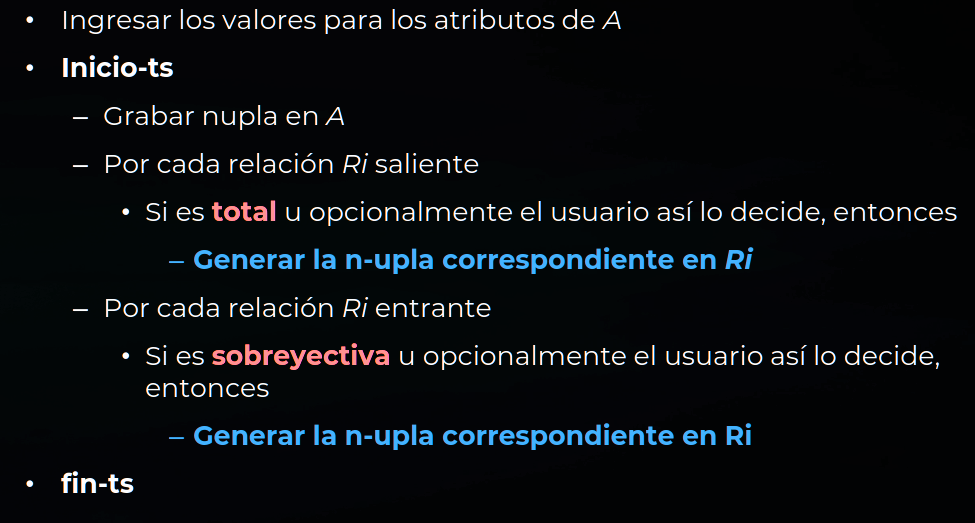 • Ingresar los valores para los atributos de A
• Inicio-ts
– Grabar nupla en A
– Por cada relación Ri saliente
• Si es total u opcionalmente el usuario así lo decide, entonces
– Generar la n-upla correspondiente en Ri
– Por cada relación Ri entrante
• Si es sobreyectiva u opcionalmente el usuario así lo decide,
entonces
– Generar la n-upla correspondiente en Ri
• fin-ts